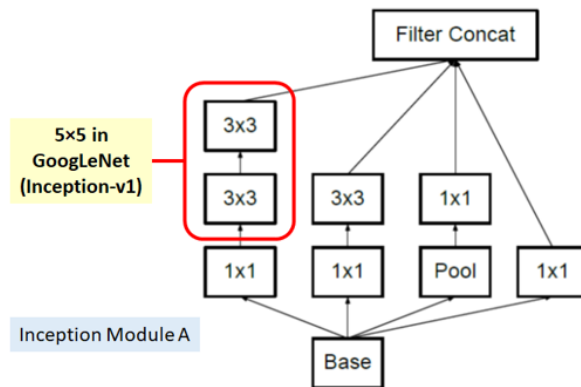 Filter Concat
3x3
5×5 in
GoogLeNet
(Inception-v1)
3x3
3x3
1x1
1x1
1x1
Pool
1x1
Inception Module A
Base